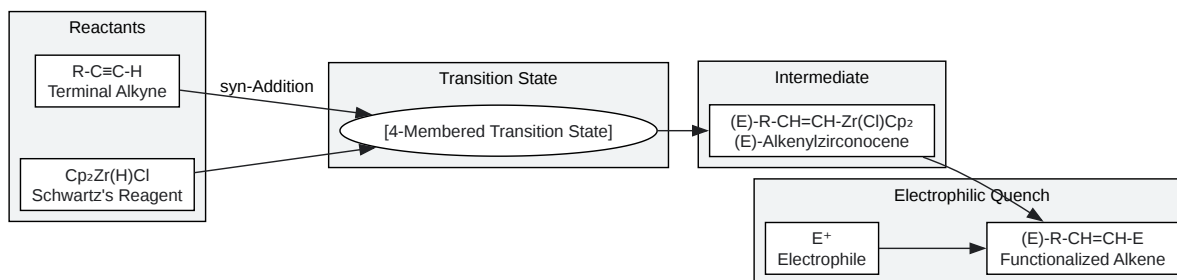 Reactants
R-C≡C-H
Terminal Alkyne
Cp₂Zr(H)Cl
Schwartz's Reagent
syn-Addition
Transition State
[4-Membered Transition State]
Intermediate
(E)-R-CH=CH-Zr(Cl)Cp₂
(E)-Alkenylzirconocene
Electrophilic Quench
E⁺
Electrophile
(E)-R-CH=CH-E
Functionalized Alkene